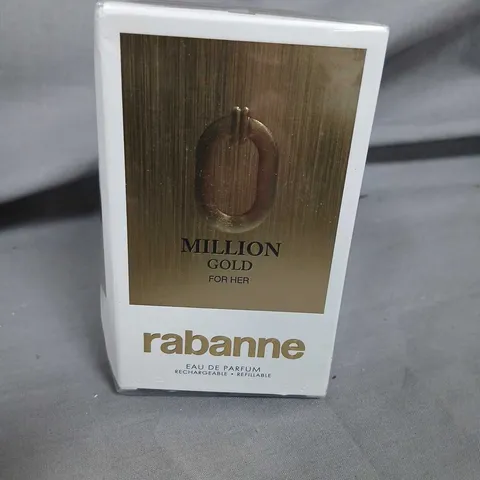 MILLION
GOLD
FOR HER
rabanne
EAU DE PARFUM
RECHARGEABLE • REFILLABLE